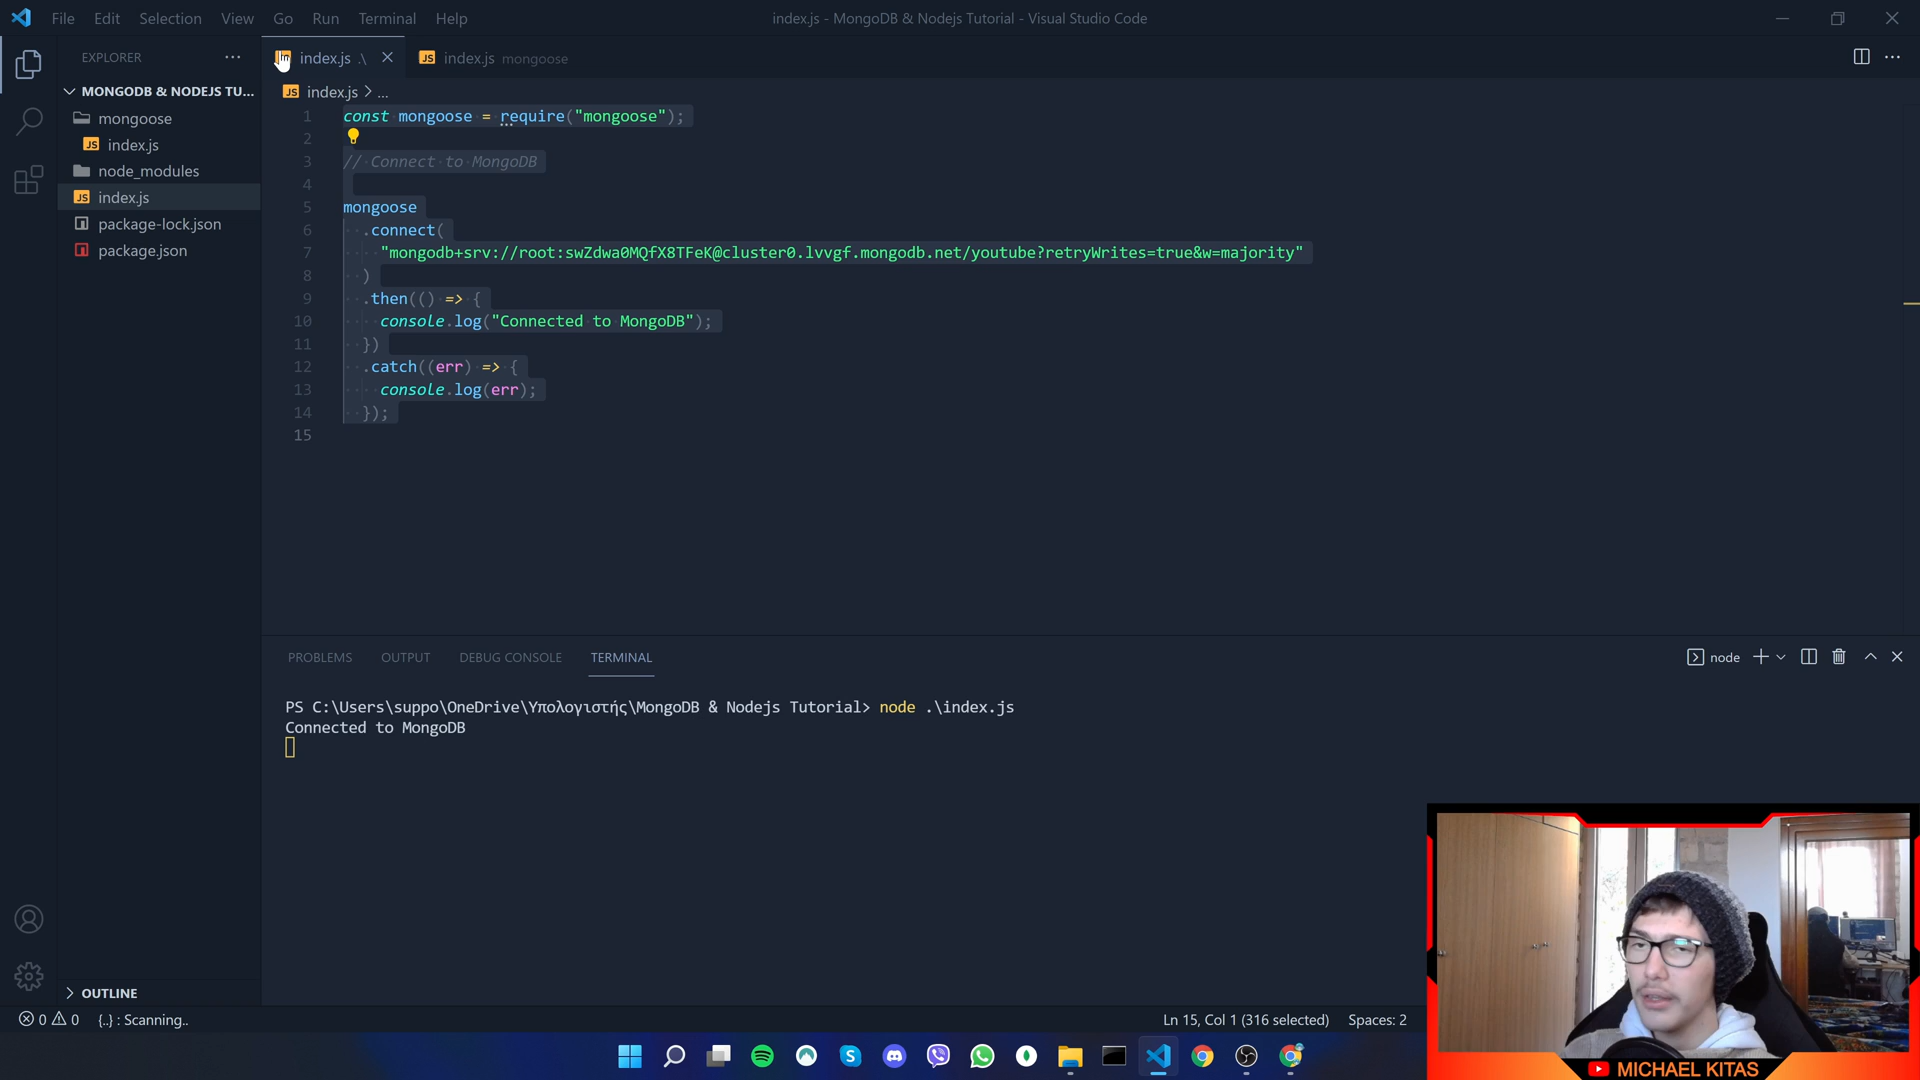 File Edit Selection View Go Run Terminal Help
index.js - MongoDB & Nodejs Tutorial - Visual Studio Code
EXPLORER
index.js .\
JS index.js mongoose
MONGODB & NODEJS TU...
mongoose
JS index.js
node_modules
JS index.js
package-lock.json
package.json
JS index.js > ...
1 const mongoose = require("mongoose");
2
3 // Connect to MongoDB
4
5 mongoose
6 .connect(
7 "mongodb+srv://root:swZdwa0MQfX8TFeK@cluster0.lvvgf.mongodb.net/youtube?retryWrites=true&w=majority"
8 )
9 .then(() => {
10 console.log("Connected to MongoDB");
11 })
12 .catch((err) => {
13 console.log(err);
14 });
15
PROBLEMS OUTPUT DEBUG CONSOLE TERMINAL
node
PS C:\Users\suppo\OneDrive\Υπολογιστής\MongoDB & Nodejs Tutorial> node .\index.js
Connected to MongoDB
OUTLINE
0 0 {..} : Scanning..
Ln 15, Col 1 (316 selected) Spaces: 2
MICHAEL KITAS